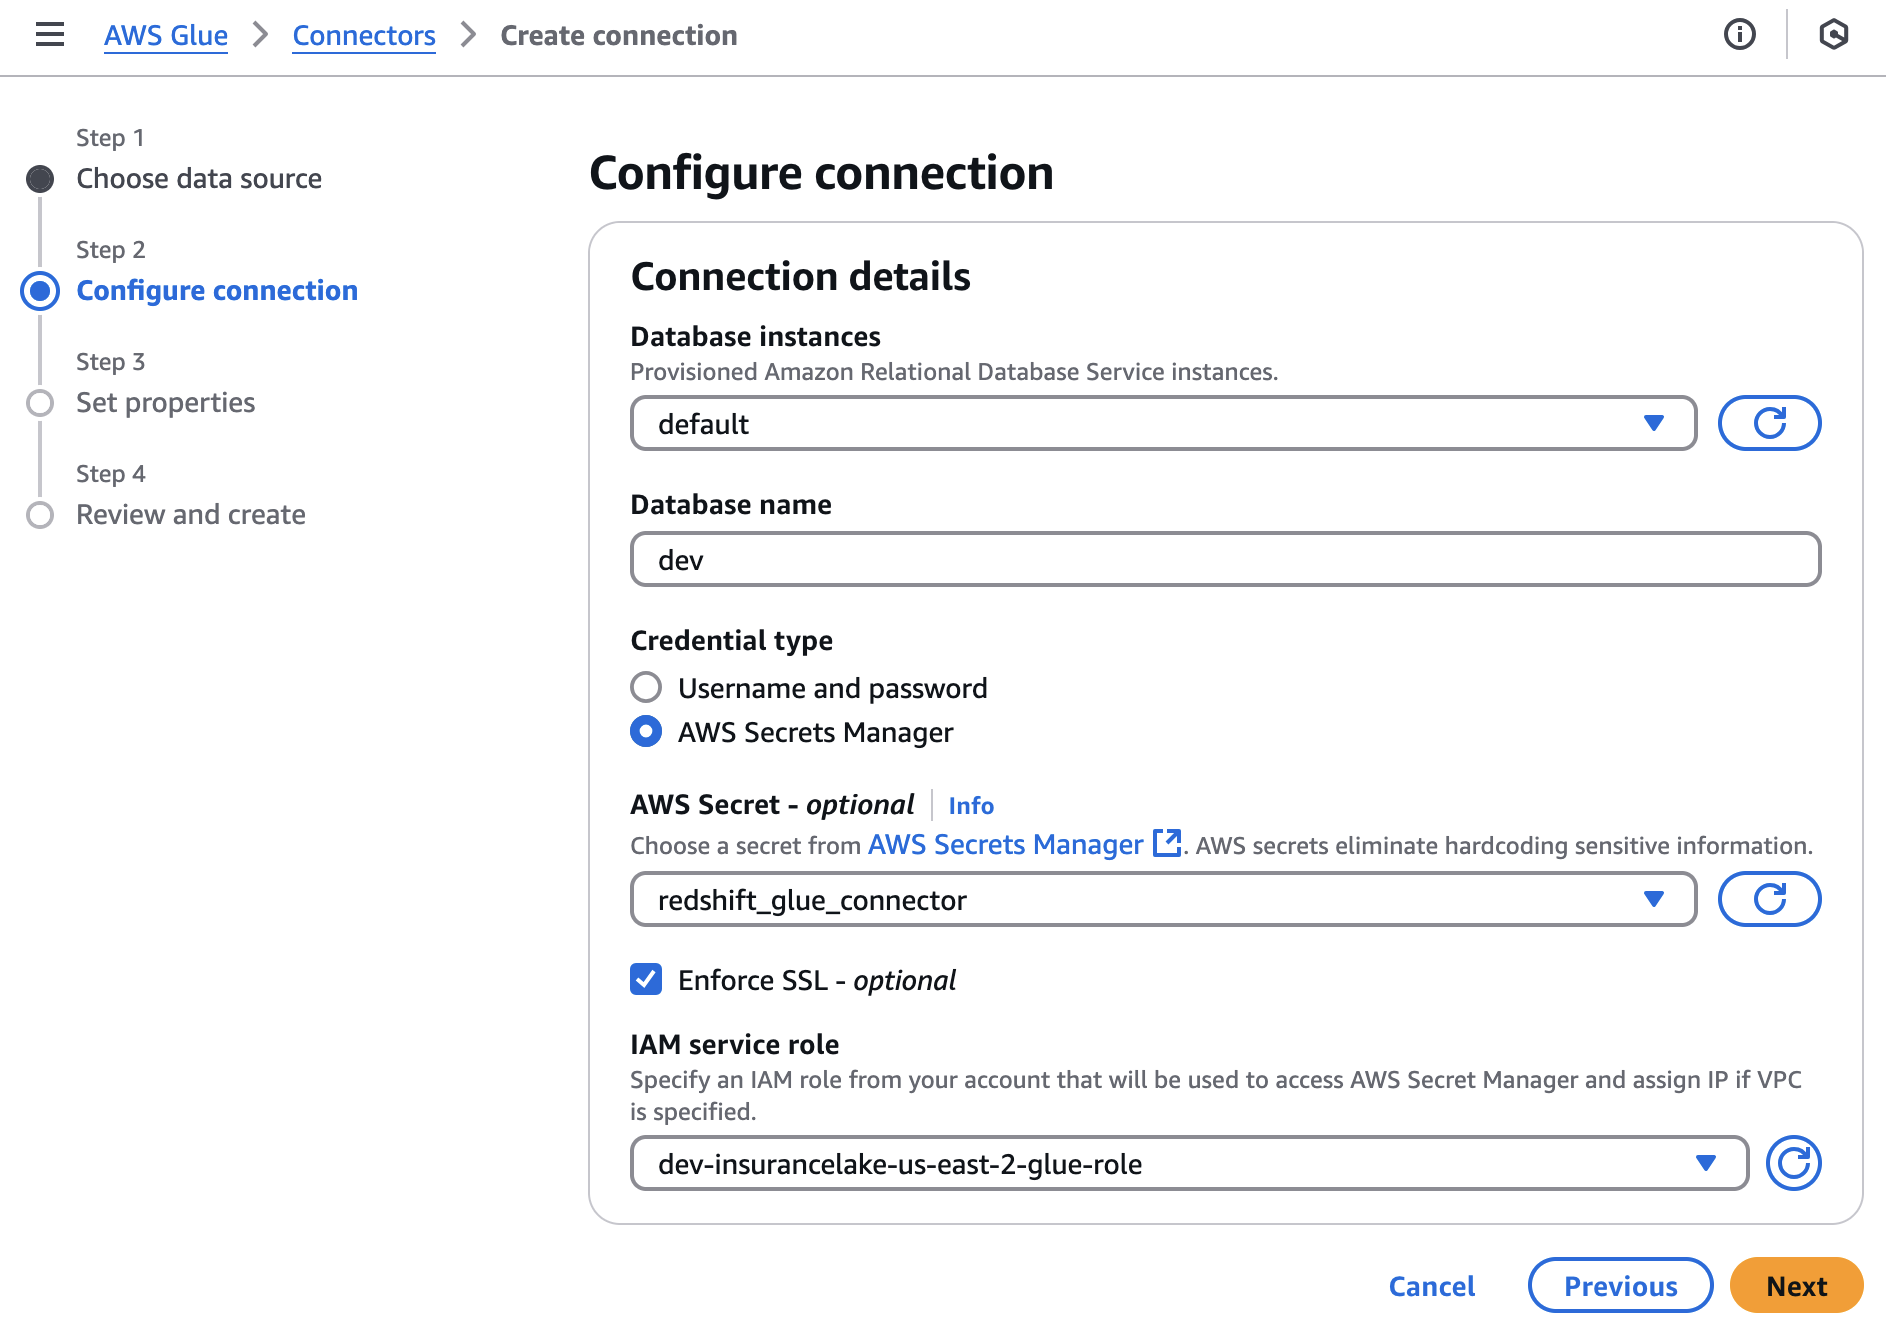 AWS Glue > Connectors > Create connection
Step 1
Choose data source
Step 2
Configure connection
Step 3
Set properties
Step 4
Review and create
Configure connection
Connection details
Database instances
Provisioned Amazon Relational Database Service instances.
default
Database name
dev
Credential type
Username and password
AWS Secrets Manager
AWS Secret - optional Info
Choose a secret from AWS Secrets Manager . AWS secrets eliminate hardcoding sensitive information.
redshift_glue_connector
Enforce SSL - optional
IAM service role
Specify an IAM role from your account that will be used to access AWS Secret Manager and assign IP if VPC
is specified.
dev-insurancelake-us-east-2-glue-role
Cancel Previous Next